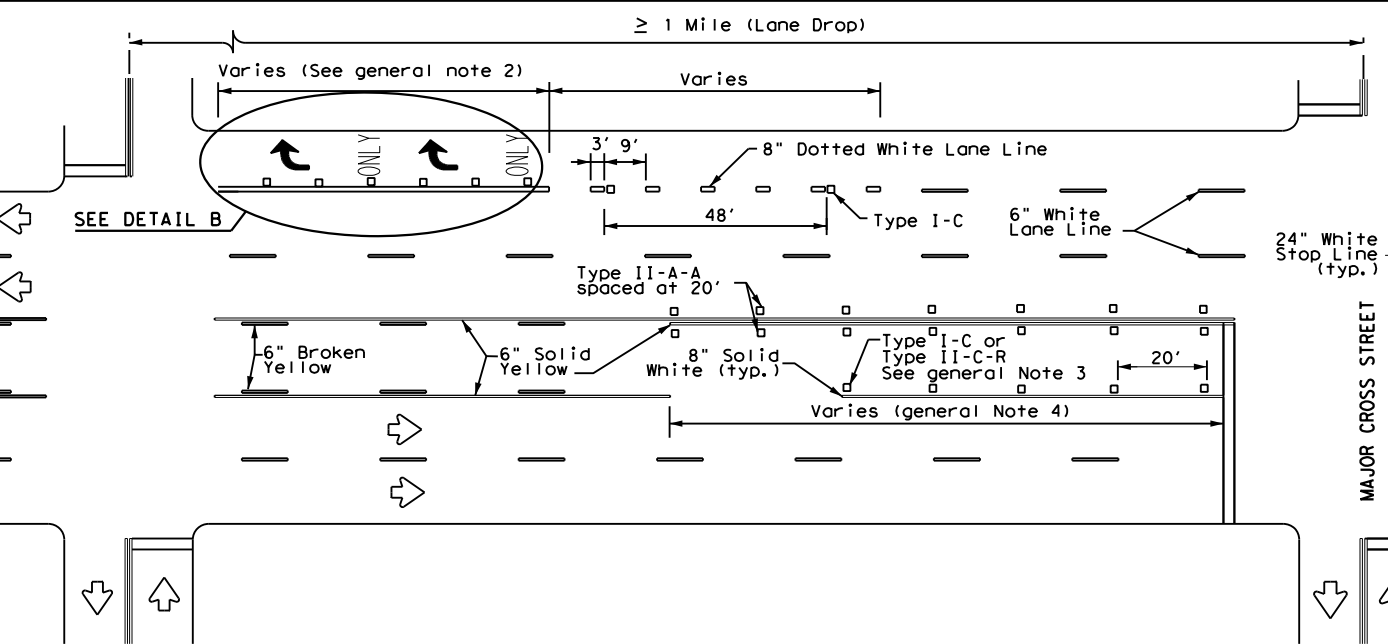 ≥ 1 Mile (Lane Drop)
Varies (See general note 2)
Varies
ONLY
ONLY
3' 9'
8" Dotted White Lane Line
SEE DETAIL B
48'
Type I-C
6" White
Lane Line
24" White
Stop Line
(typ.)
Type II-A-A
spaced at 20'
6" Broken
Yellow
6" Solid
Yellow
8" Solid
White (typ.)
Type I-C or
Type II-C-R
See general Note 3
20'
Varies (general Note 4)
MAJOR CROSS STREET